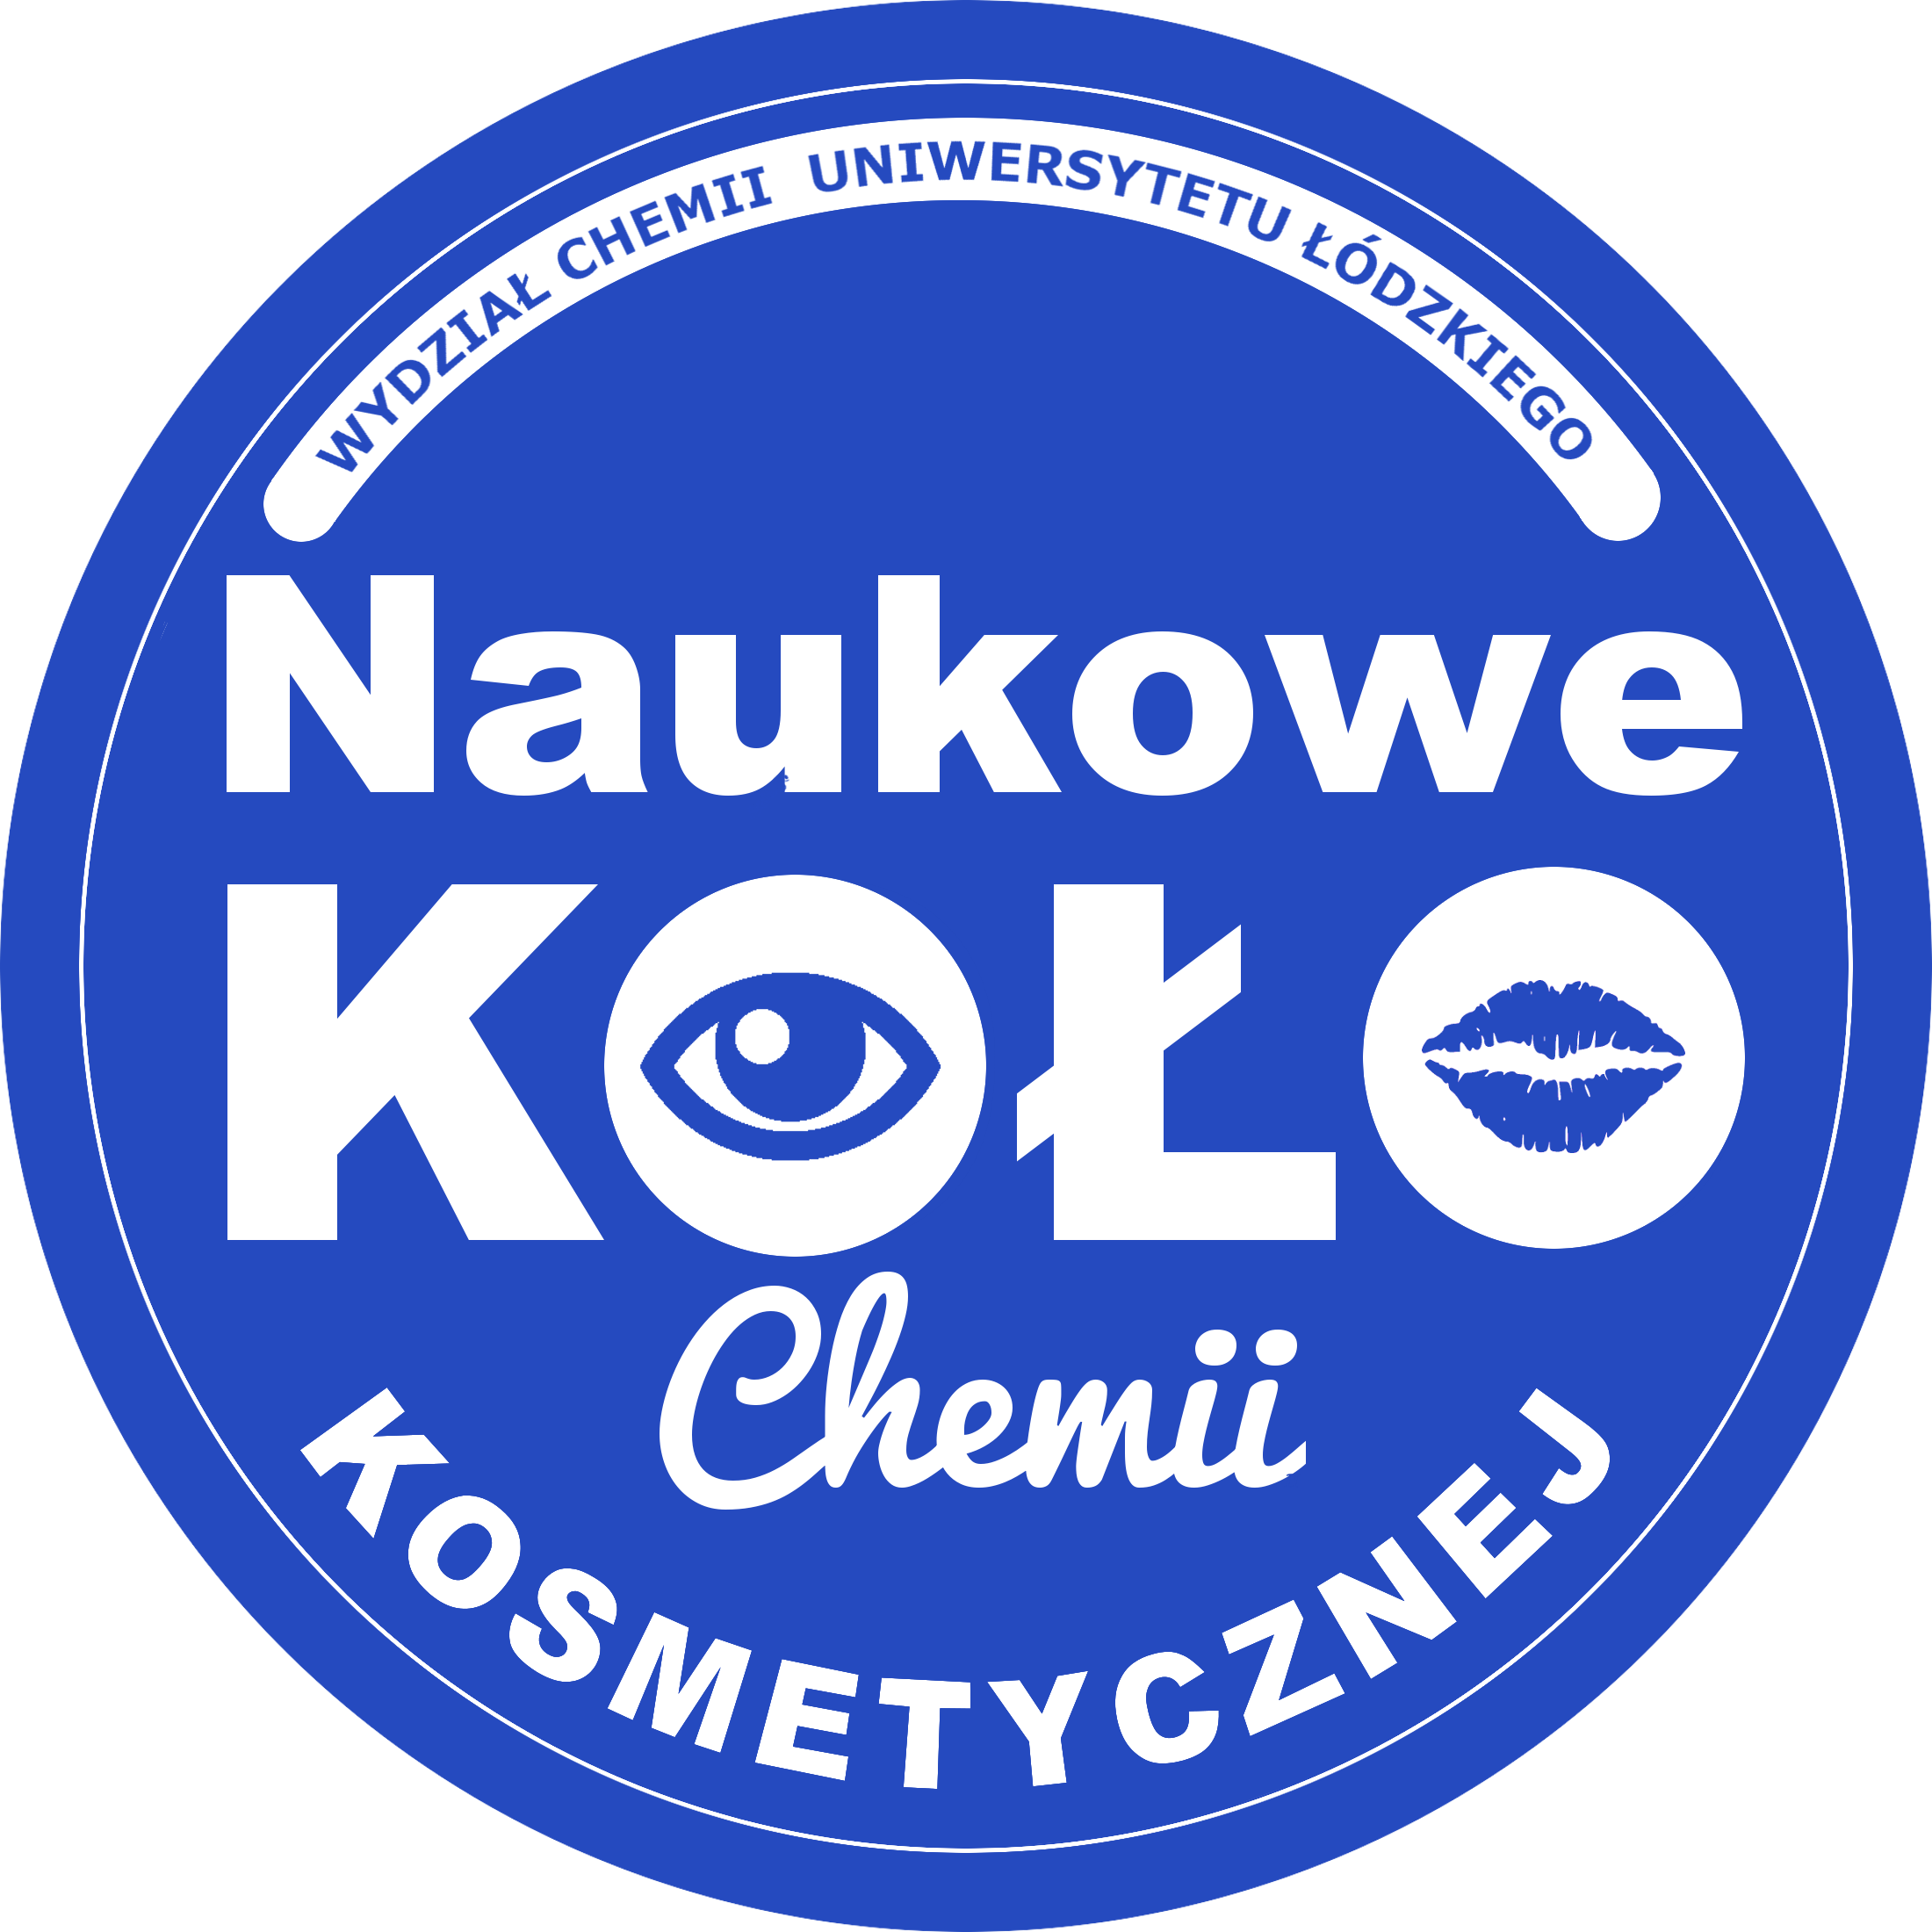 WYDZIAŁ CHEMII UNIWERSYTETU ŁÓDZKIEGO
Naukowe
KOŁO
Chemii
KOSMETYCZNEJ